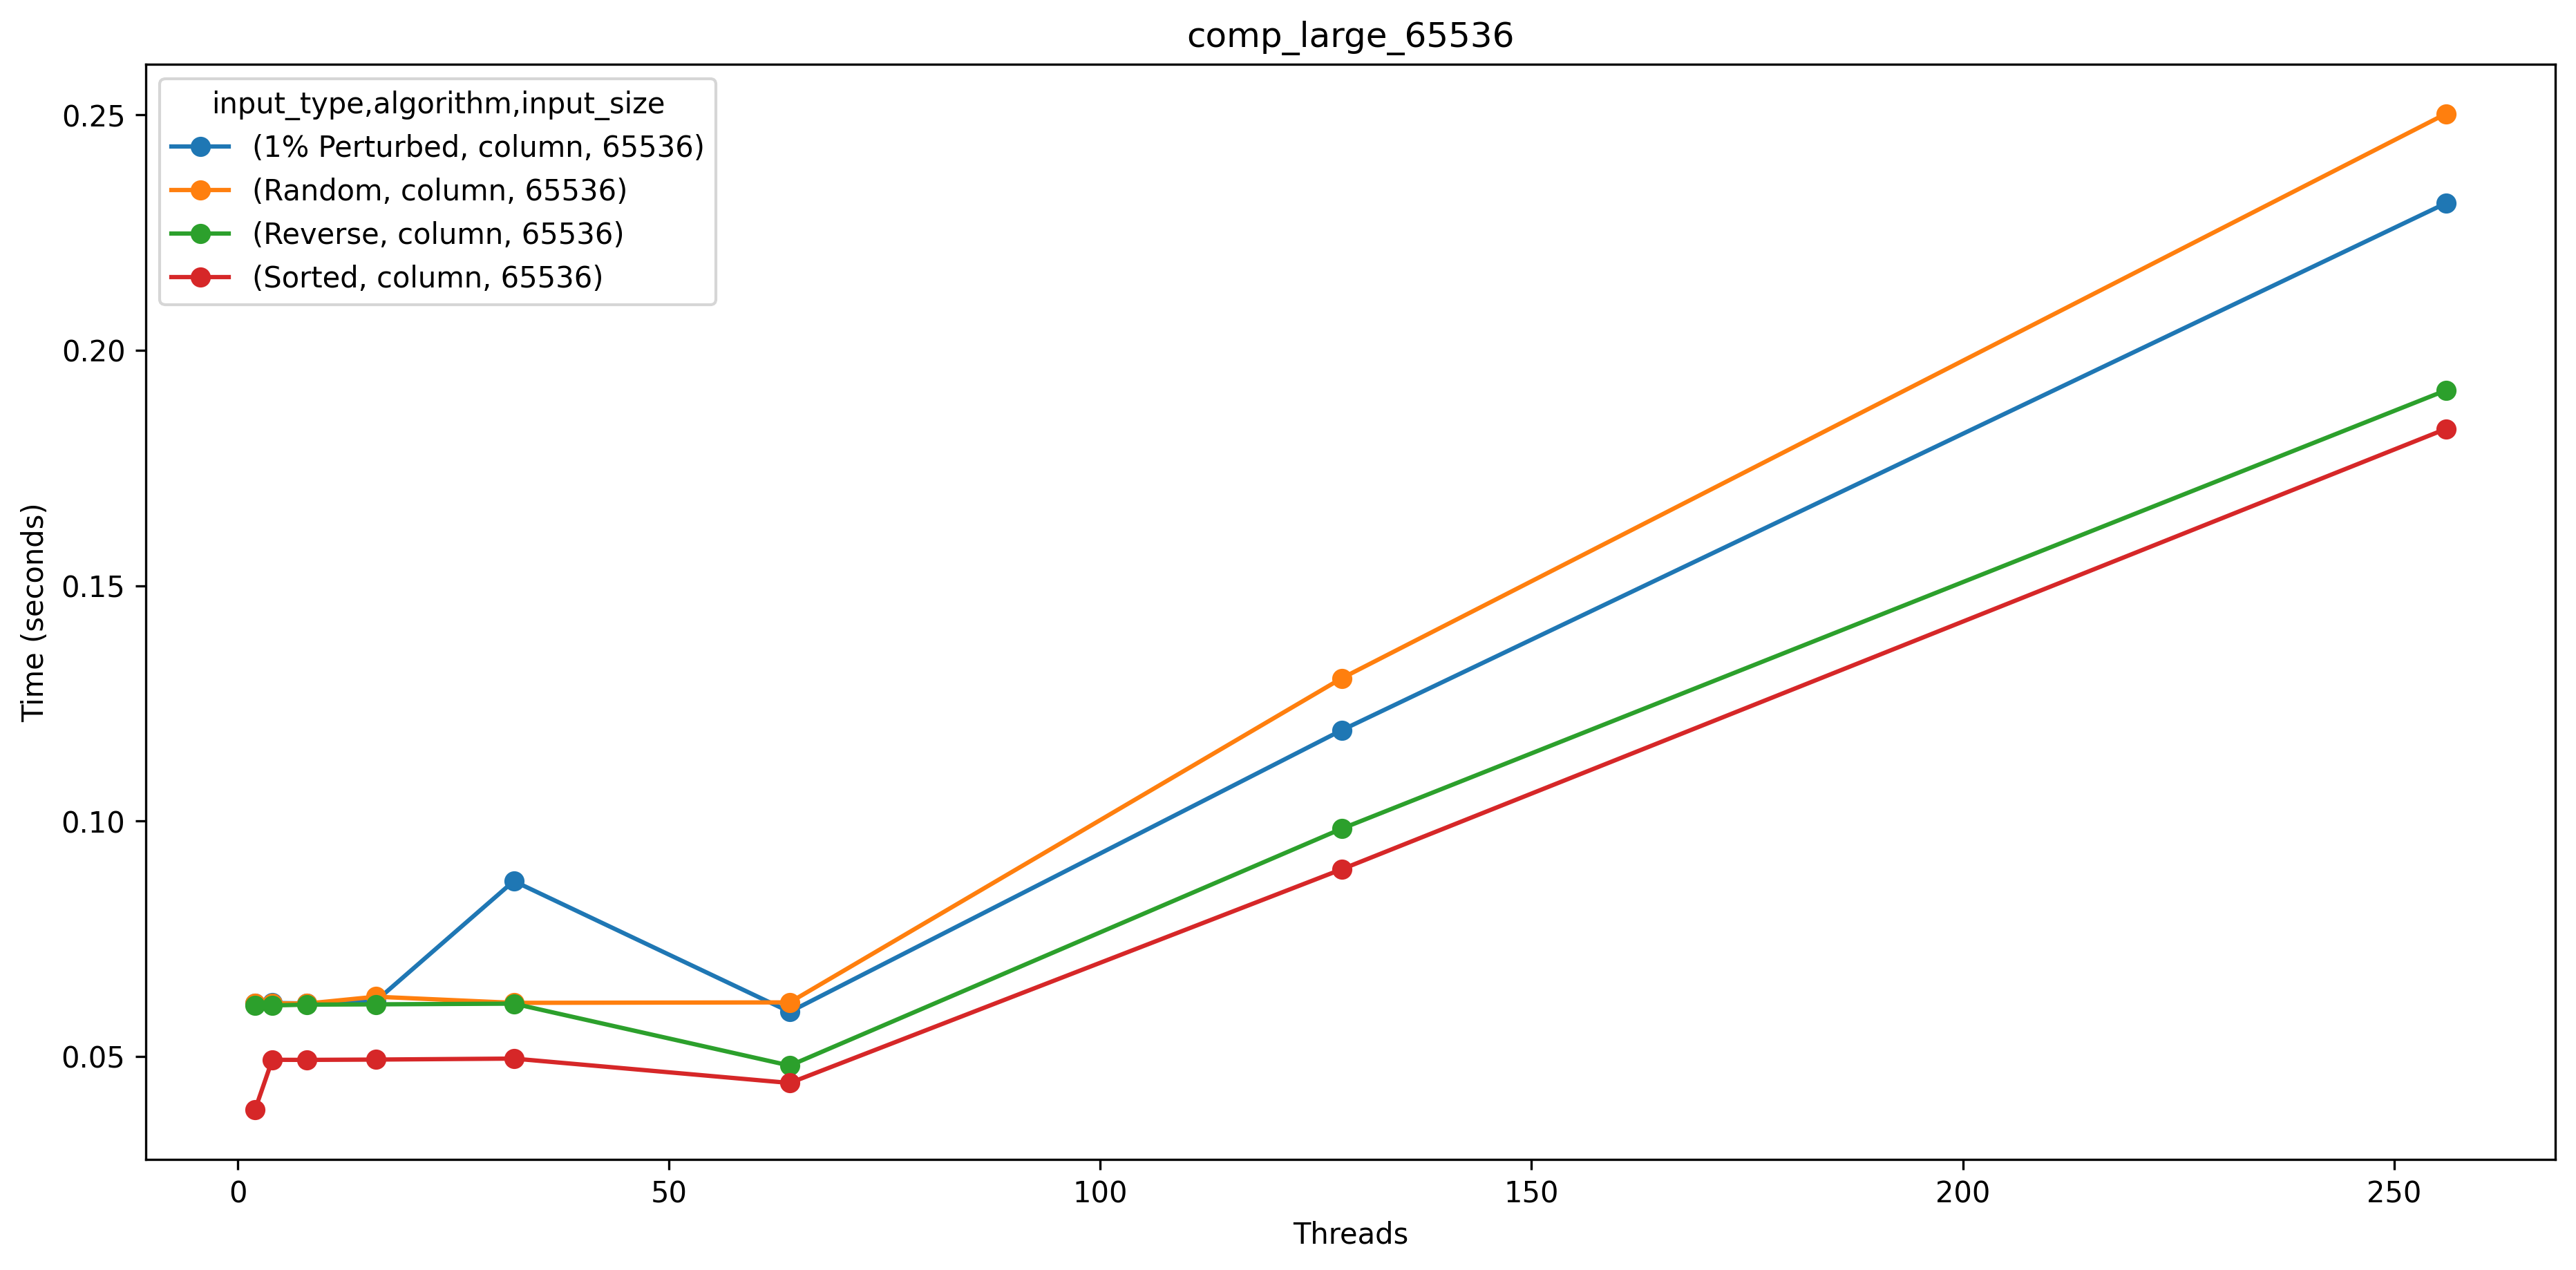 comp_large_65536
input_type,algorithm,input_size
(1% Perturbed, column, 65536)
(Random, column, 65536)
(Reverse, column, 65536)
(Sorted, column, 65536)
0.25
0.20
0.15
0.10
0.05
Time (seconds)
0 50 100 150 200 250
Threads